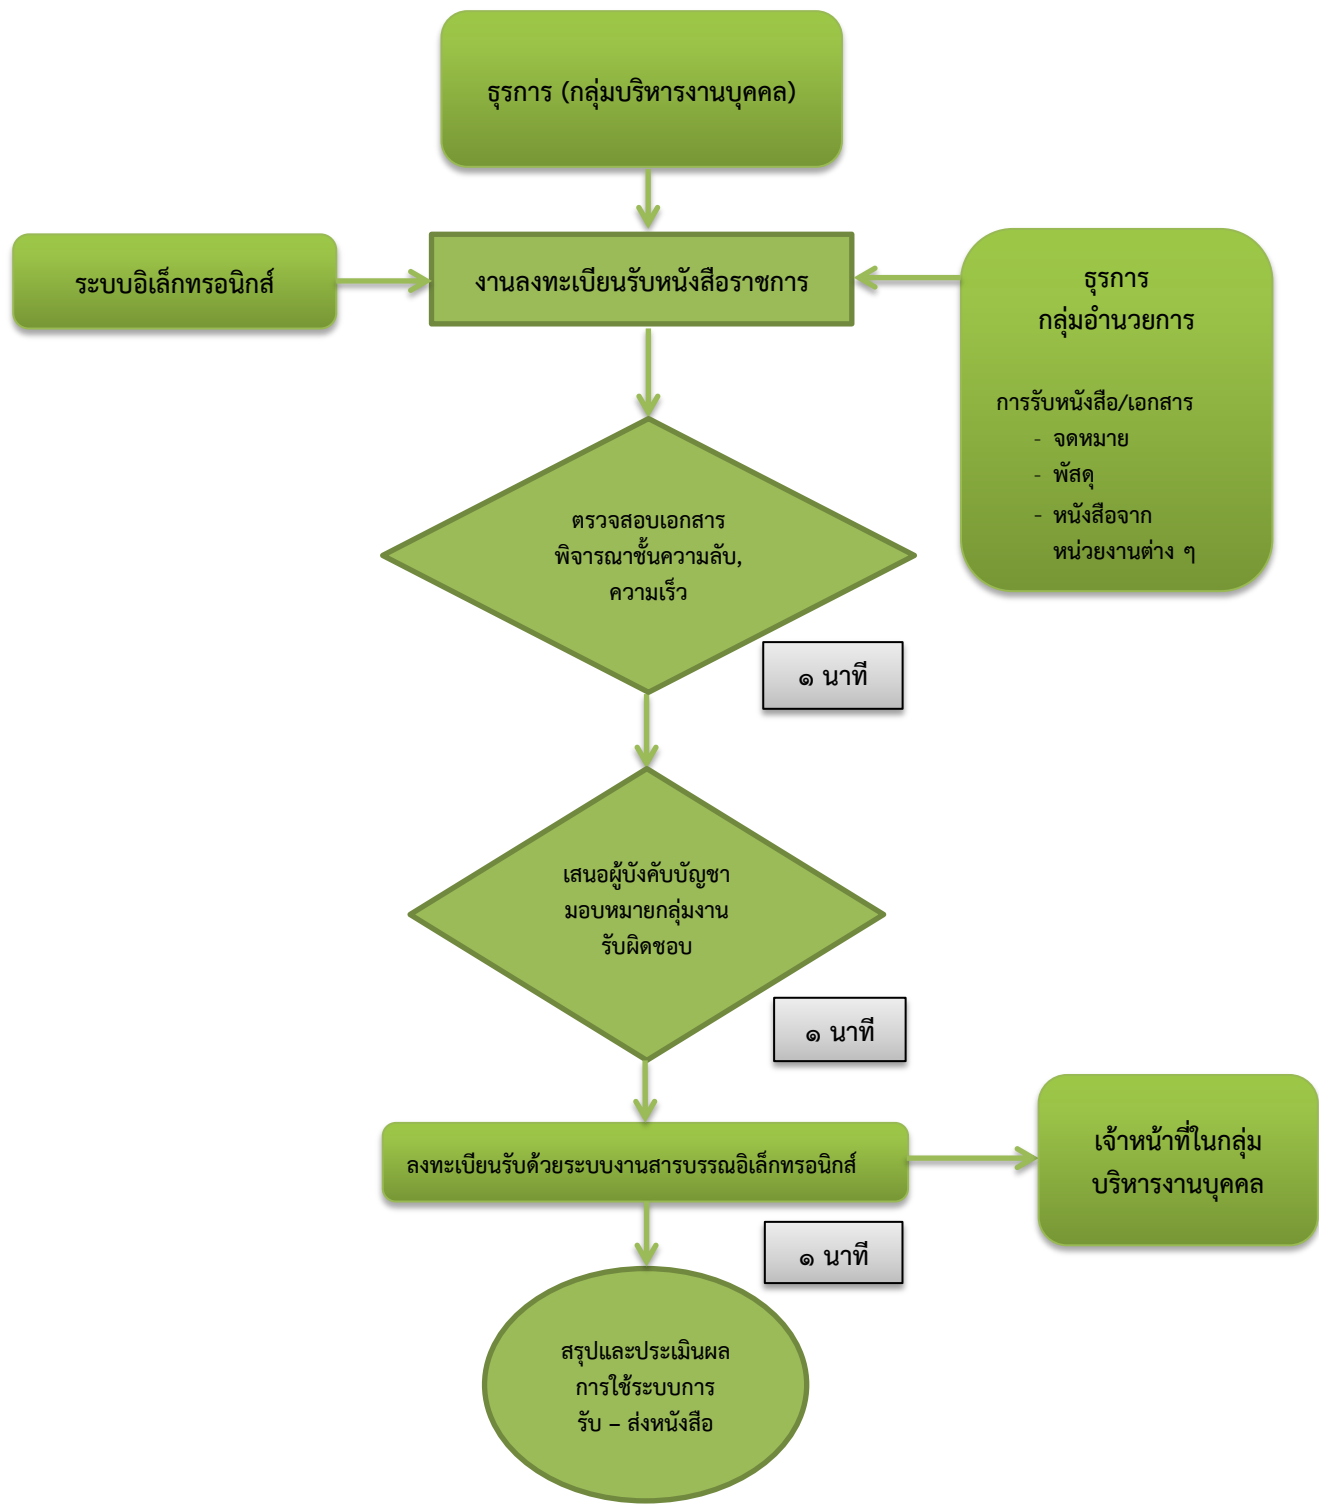 ธุรการ (กลุ่มบริหารงานบุคคล)
ระบบอิเล็กทรอนิกส์
งานลงทะเบียนรับหนังสือราชการ
ธุรการ
กลุ่มอำนวยการ
การรับหนังสือ/เอกสาร
- จดหมาย
- พัสดุ
- หนังสือจาก
หน่วยงานต่าง ๆ
ตรวจสอบเอกสาร
พิจารณาชั้นความลับ,
ความเร็ว
๑ นาที
เสนอผู้บังคับบัญชา
มอบหมายกลุ่มงาน
รับผิดชอบ
๑ นาที
ลงทะเบียนรับด้วยระบบงานสารบรรณอิเล็กทรอนิกส์
เจ้าหน้าที่ในกลุ่ม
บริหารงานบุคคล
๑ นาที
สรุปและประเมินผล
การใช้ระบบการ
รับ – ส่งหนังสือ